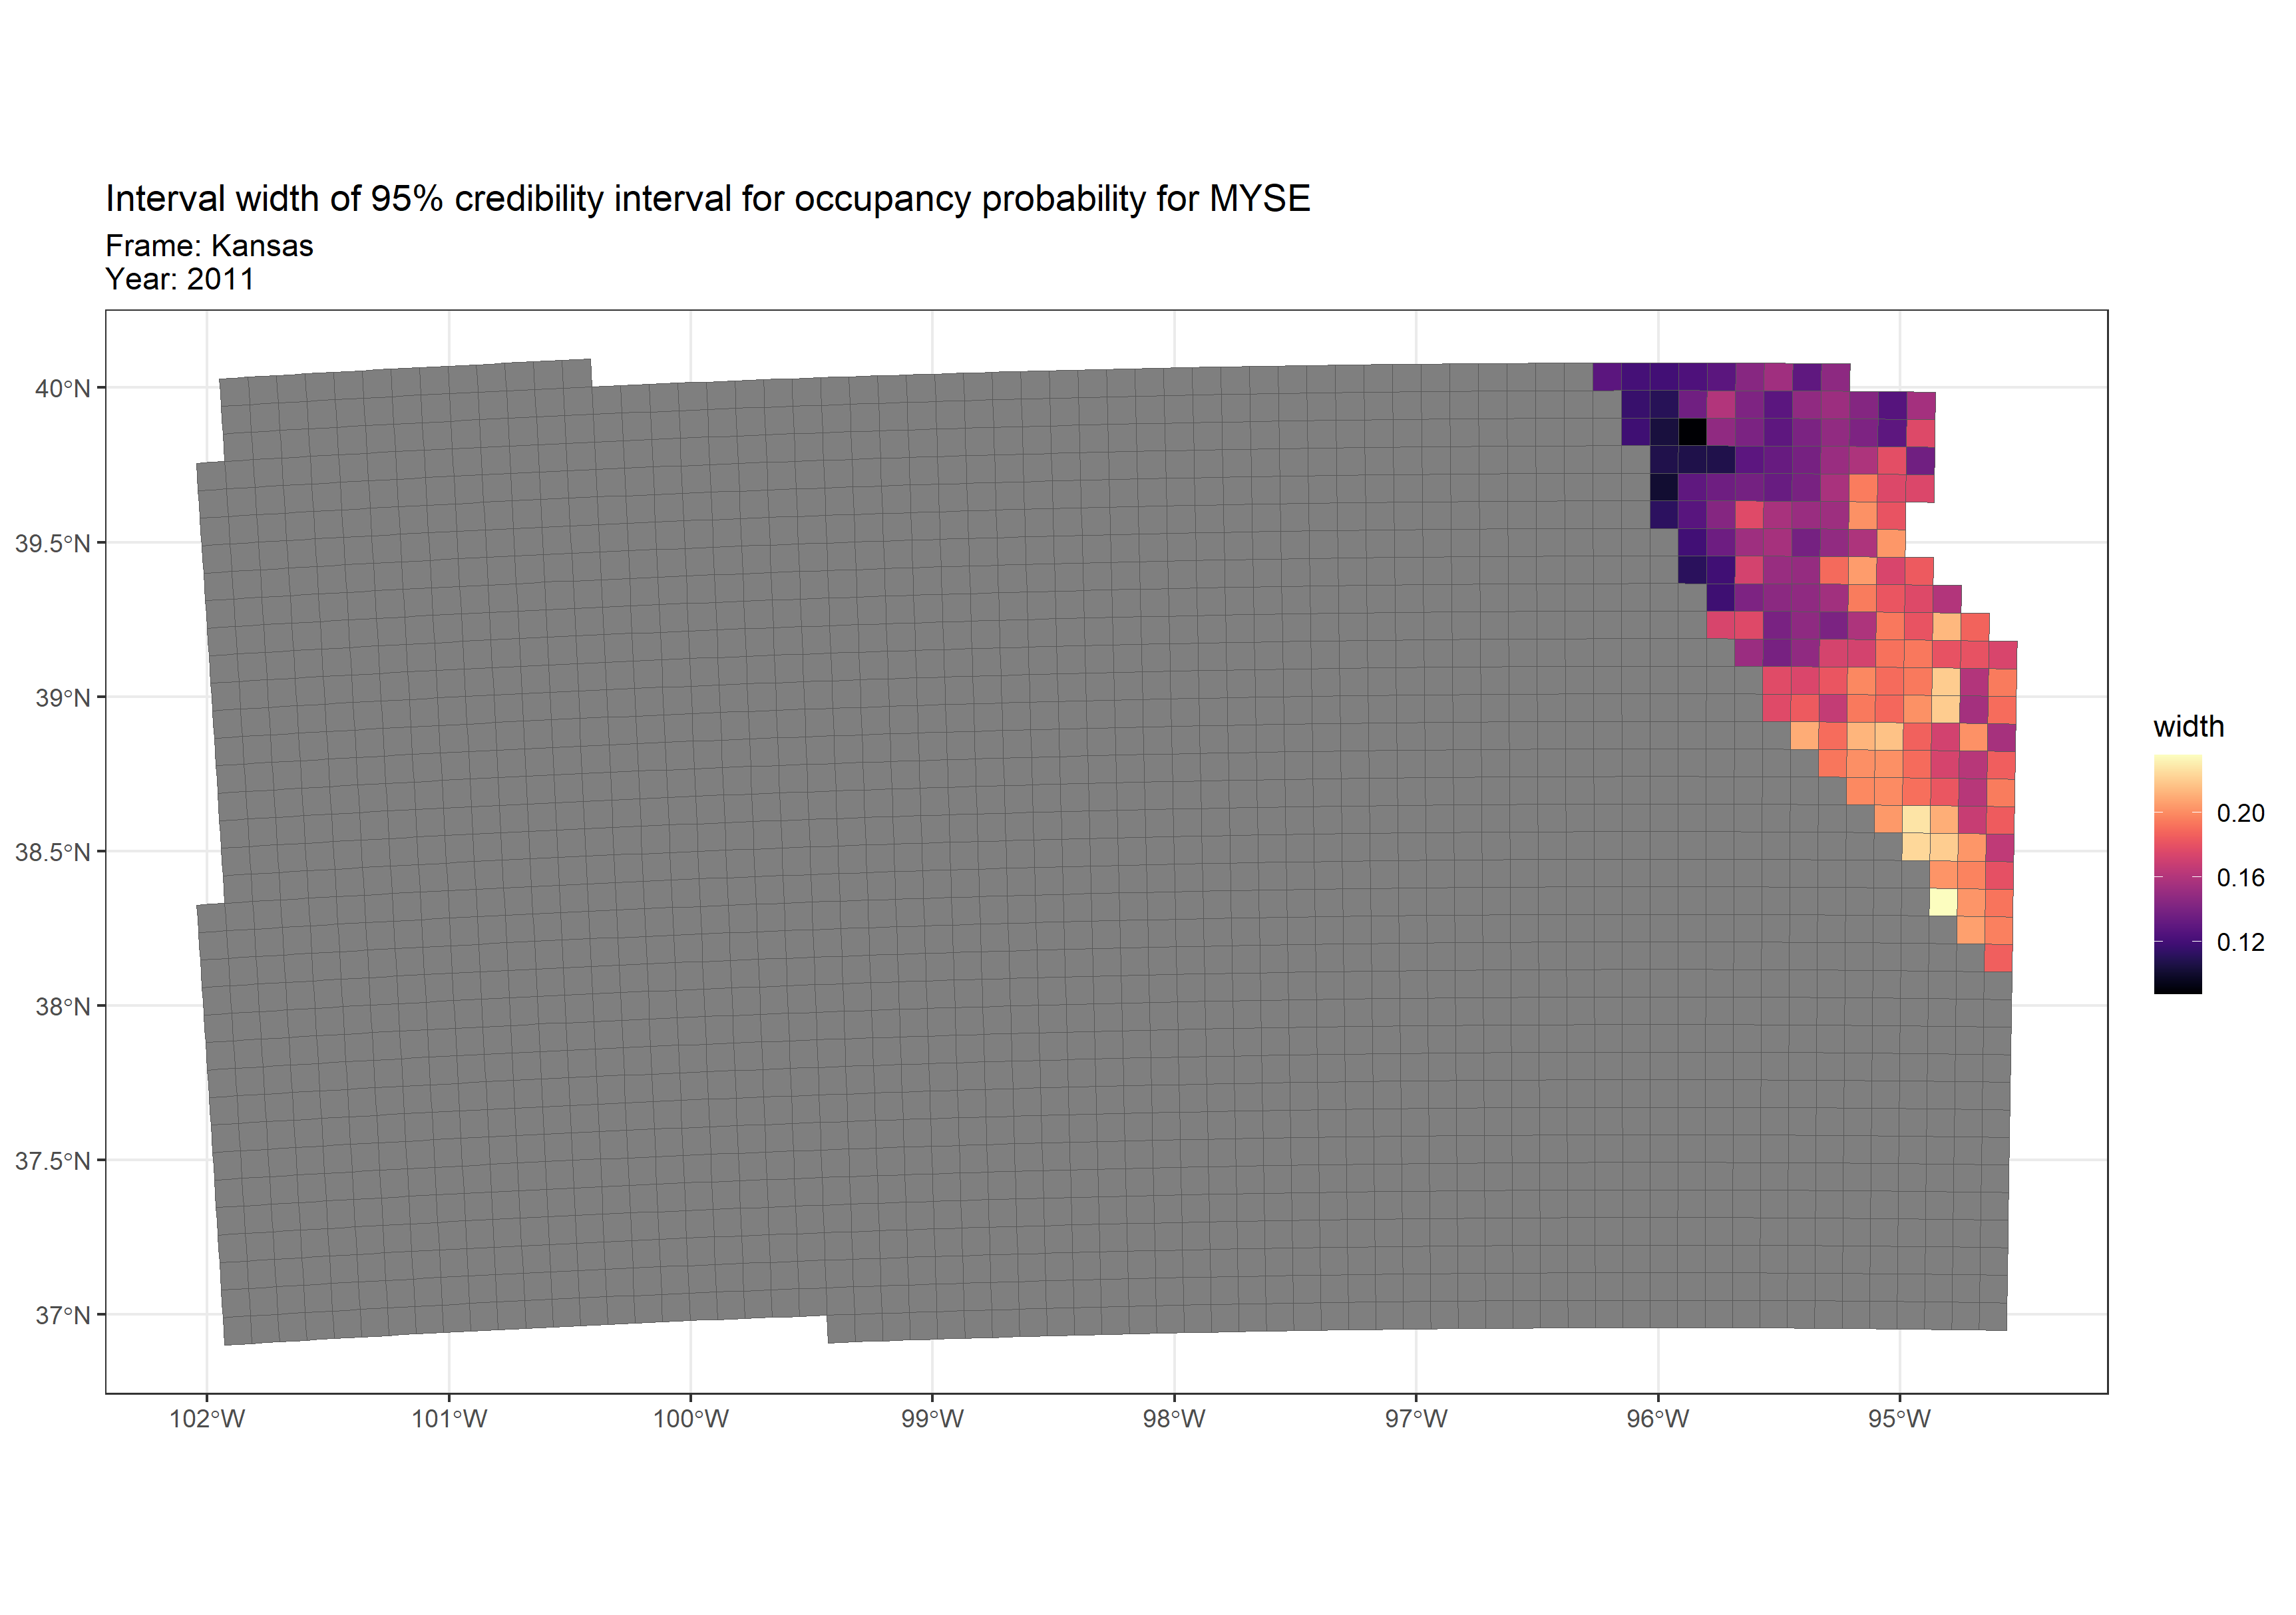 Interval width of 95% credibility interval for occupancy probability for MYSE
Frame: Kansas
Year: 2011
40°N
39.5°N
39°N
38.5°N
38°N
37.5°N
37°N
102°W
101°W
100°W
99°W
98°W
97°W
96°W
95°W
width
0.20
0.16
0.12